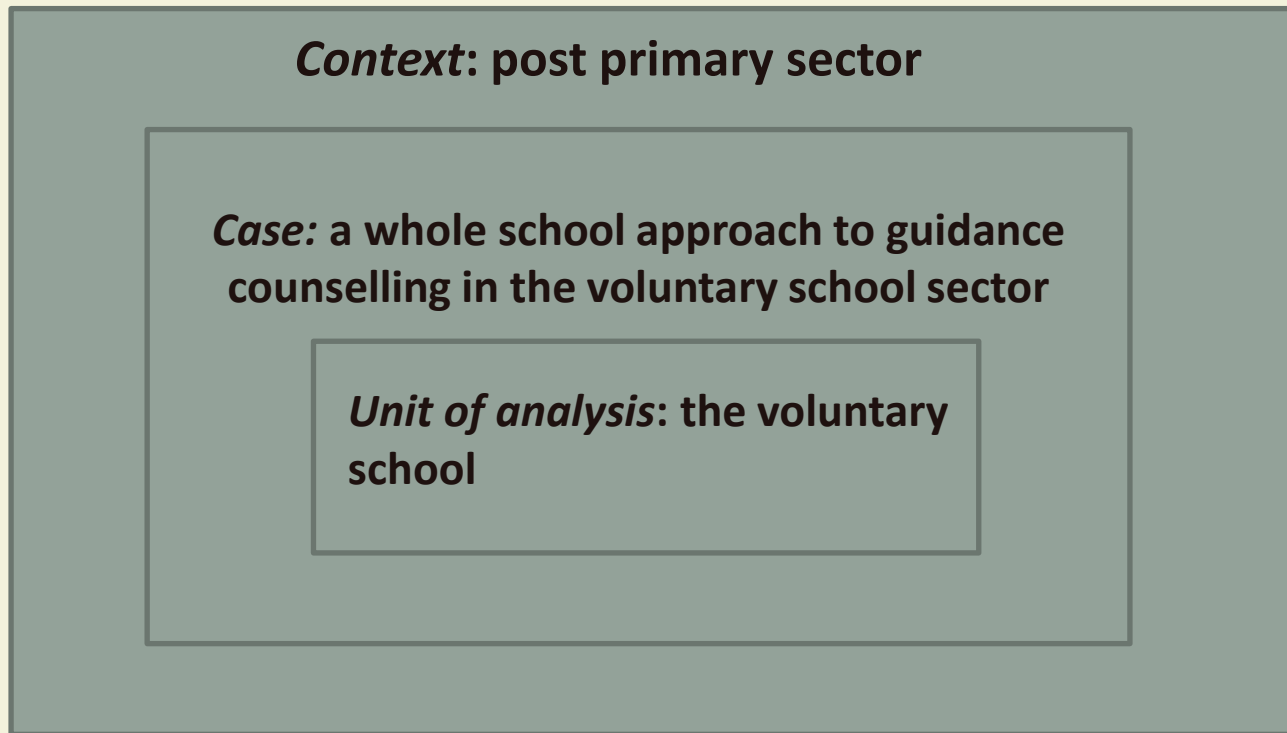 Context: post primary sector
Case: a whole school approach to guidance
counselling in the voluntary school sector
Unit of analysis: the voluntary
school